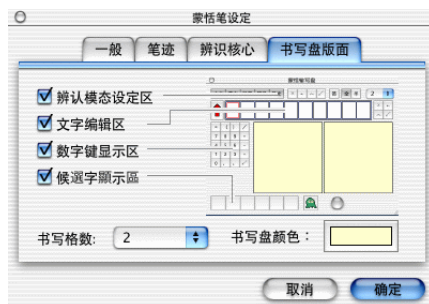 蒙恬笔设定
一般 笔迹 辨识核心 书写盘版面
辨认模态设定区
文字编辑区
数字键显示区
候選字顯示區
书写格数: 2 书写盘颜色：
取消 确定